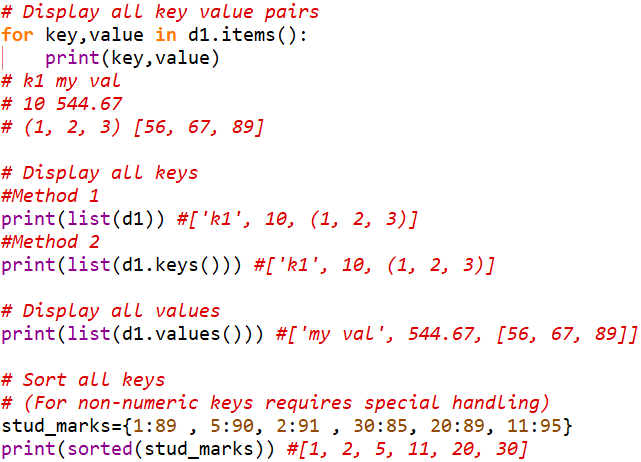 # Display all key value pairs
for key,value in d1.items():
    print(key,value)
# k1 my val
# 10 544.67
# (1, 2, 3) [56, 67, 89]

# Display all keys
#Method 1
print(list(d1)) #['k1', 10, (1, 2, 3)]
#Method 2
print(list(d1.keys())) #['k1', 10, (1, 2, 3)]

# Display all values
print(list(d1.values())) #['my val', 544.67, [56, 67, 89]]

# Sort all keys
# (For non-numeric keys requires special handling)
stud_marks={1:89 , 5:90, 2:91 , 30:85, 20:89, 11:95}
print(sorted(stud_marks)) #[1, 2, 5, 11, 20, 30]